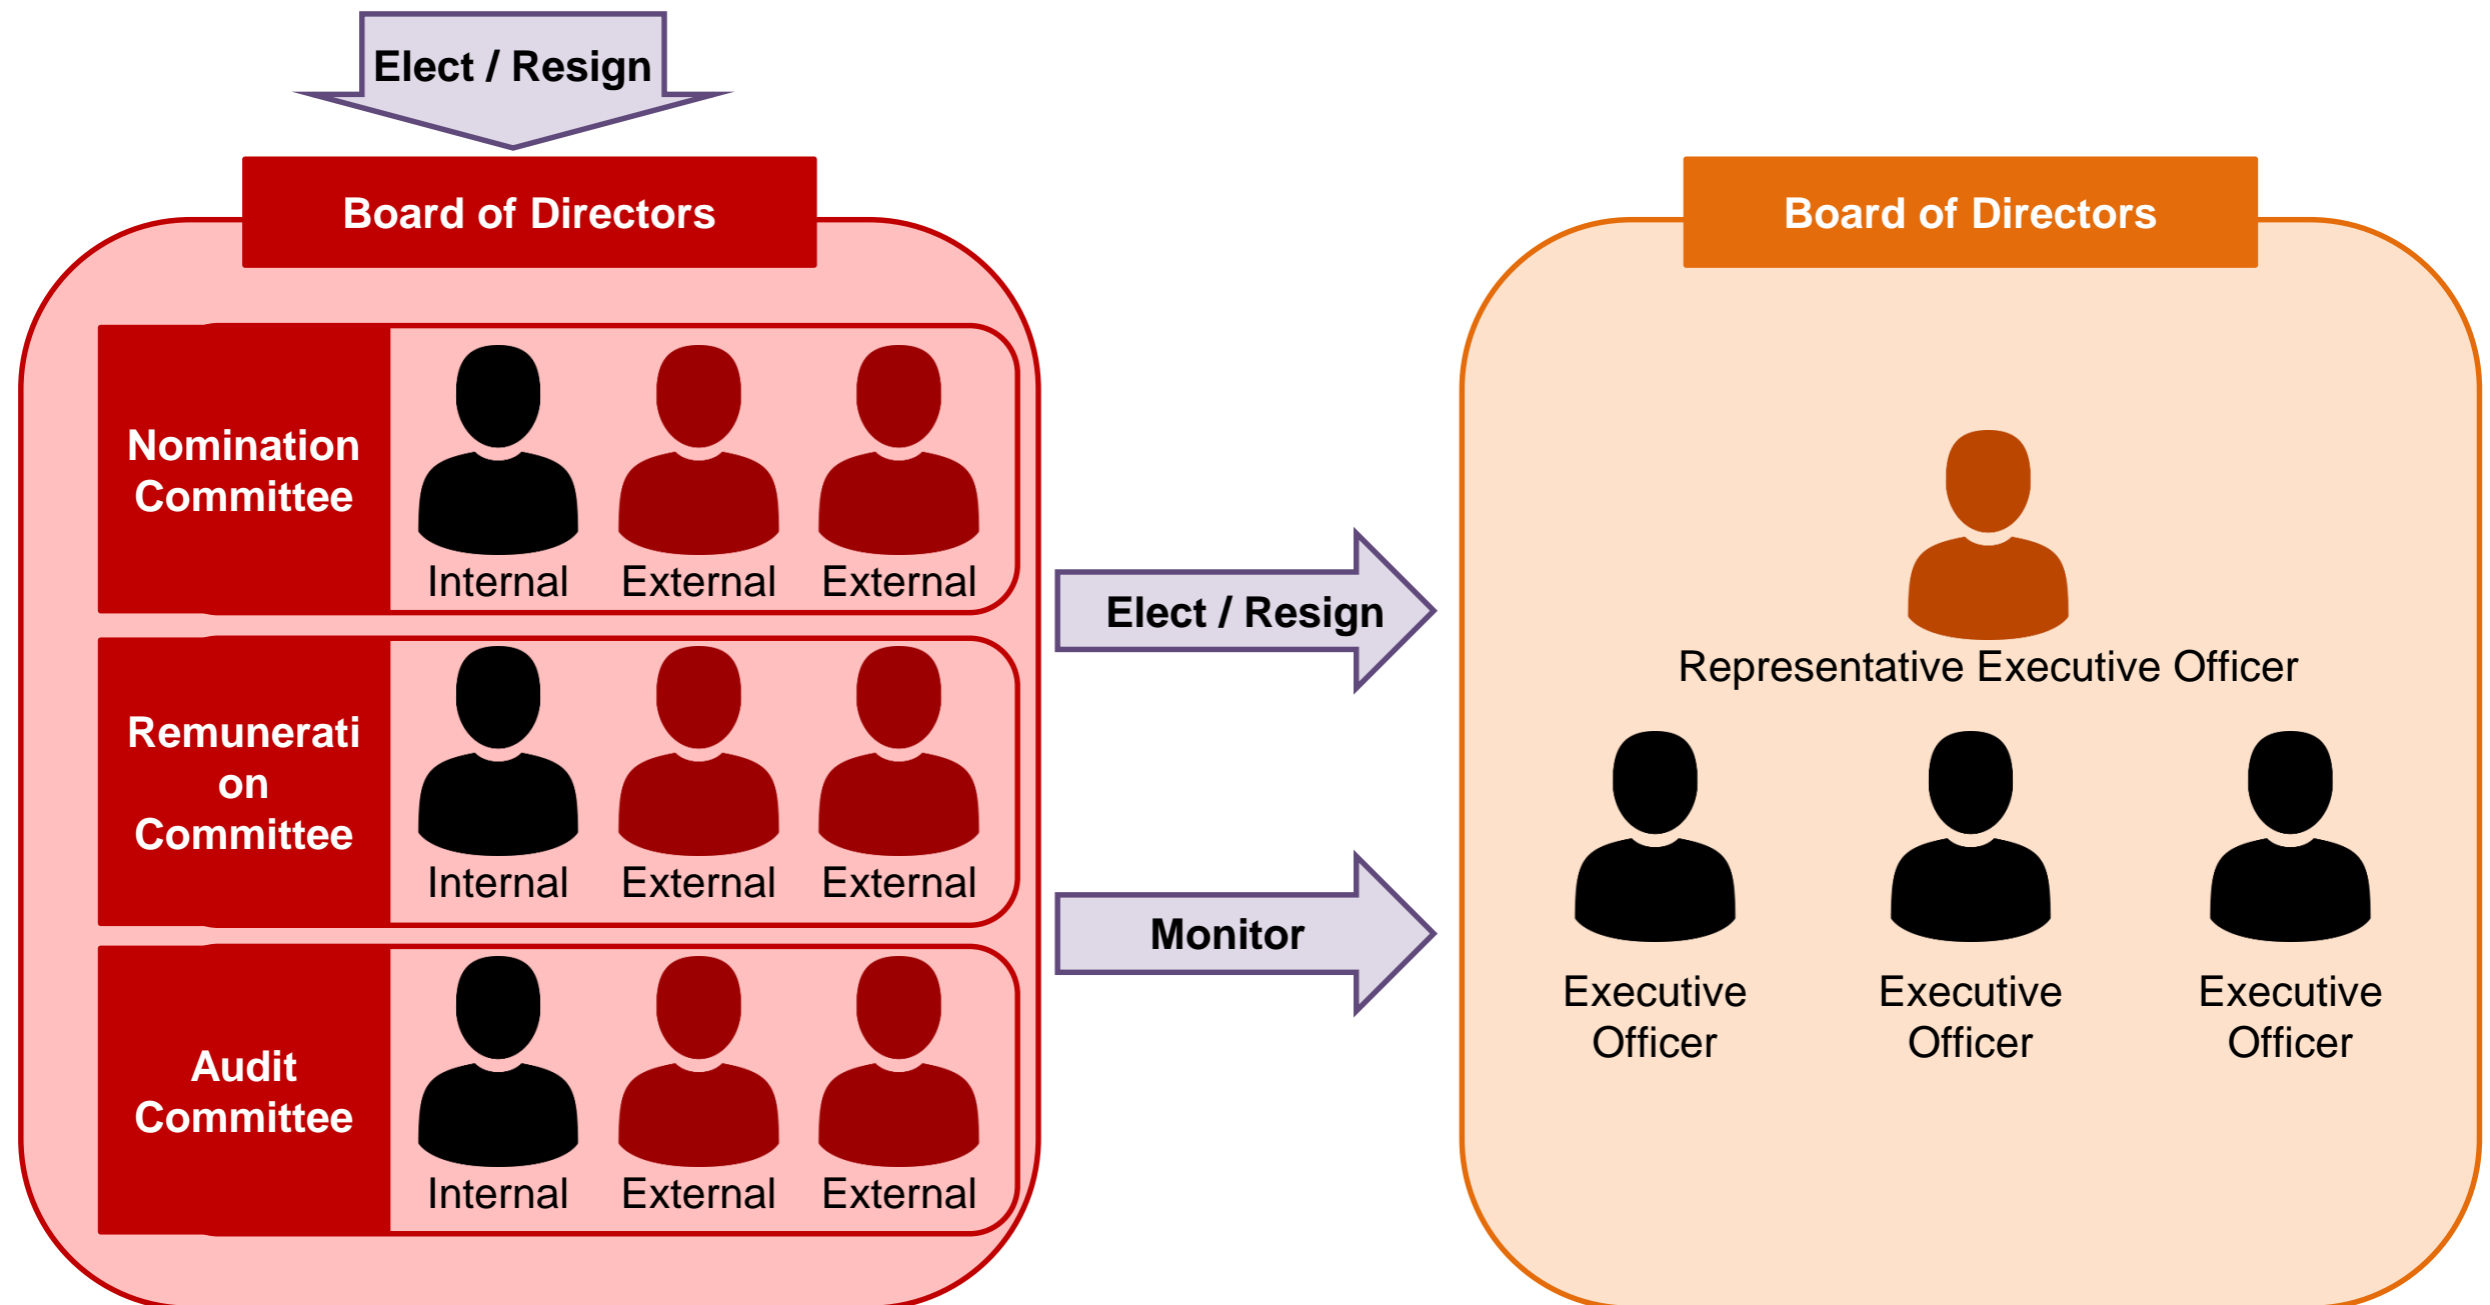 Elect / Resign
Board of Directors
Nomination
Committee
Internal
External
External
Remunerati
on
Committee
Internal
External
External
Audit
Committee
Internal
External
External
Elect / Resign
Monitor
Board of Directors
Representative Executive Officer
Executive
Officer
Executive
Officer
Executive
Officer